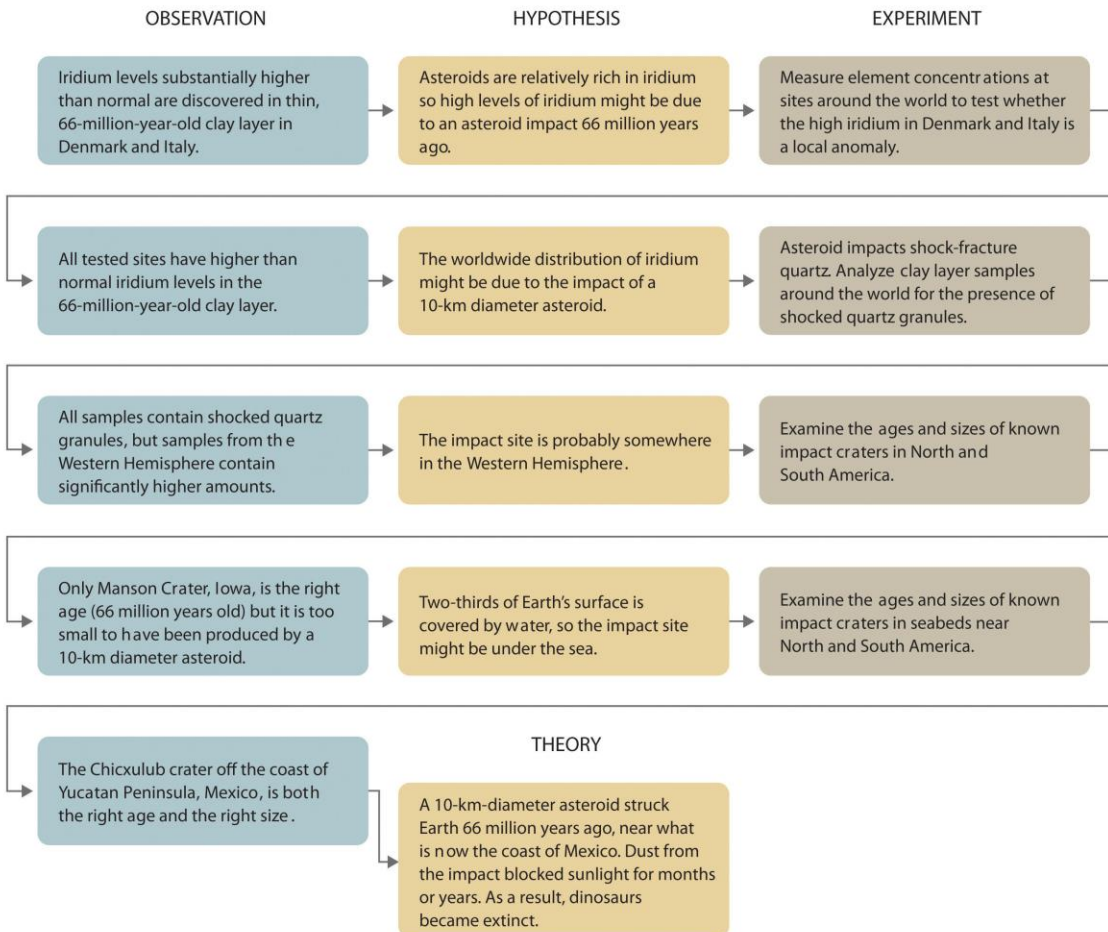 OBSERVATION
HYPOTHESIS
EXPERIMENT
Iridium levels substantially higher
than normal are discovered in thin,
66-million-year-old clay layer in
Denmark and Italy.
Asteroids are relatively rich in iridium
so high levels of iridium might be due
to an asteroid impact 66 million years
ago.
Measure element concentrations at
sites around the world to test whether
the high iridium in Denmark and Italy is
a local anomaly.
All tested sites have higher than
normal iridium levels in the
66-million-year-old clay layer.
The worldwide distribution of iridium
might be due to the impact of a
10-km diameter asteroid.
Asteroid impacts shock-fracture
quartz. Analyze clay layer samples
around the world for the presence of
shocked quartz granules.
All samples contain shocked quartz
granules, but samples from the
Western Hemisphere contain
significantly higher amounts.
The impact site is probably somewhere
in the Western Hemisphere.
Examine the ages and sizes of known
impact craters in North and
South America.
Only Manson Crater, Iowa, is the right
age (66 million years old) but it is too
small to have been produced by a
10-km diameter asteroid.
Two-thirds of Earth's surface is
covered by water, so the impact site
might be under the sea.
Examine the ages and sizes of known
impact craters in seabeds near
North and South America.
The Chicxulub crater off the coast of
Yucatan Peninsula, Mexico, is both
the right age and the right size.
THEORY
A 10-km-diameter asteroid struck
Earth 66 million years ago, near what
is now the coast of Mexico. Dust from
the impact blocked sunlight for months
or years. As a result, dinosaurs
became extinct.